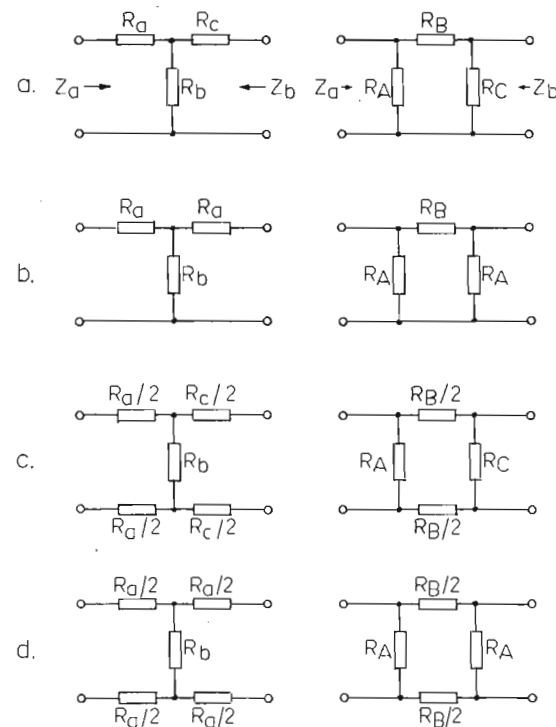 Ra Rc RB
a. Za Rb Zb Za RA RC Zb
Ra Ra RB
b. Rb RA RA
Ra/2 Rc/2 RB/2
c. Rb RA RC
Ra/2 Rc/2 RB/2
Ra/2 Ra/2 RB/2
d. Rb RA RA
Ra/2 Ra/2 RB/2